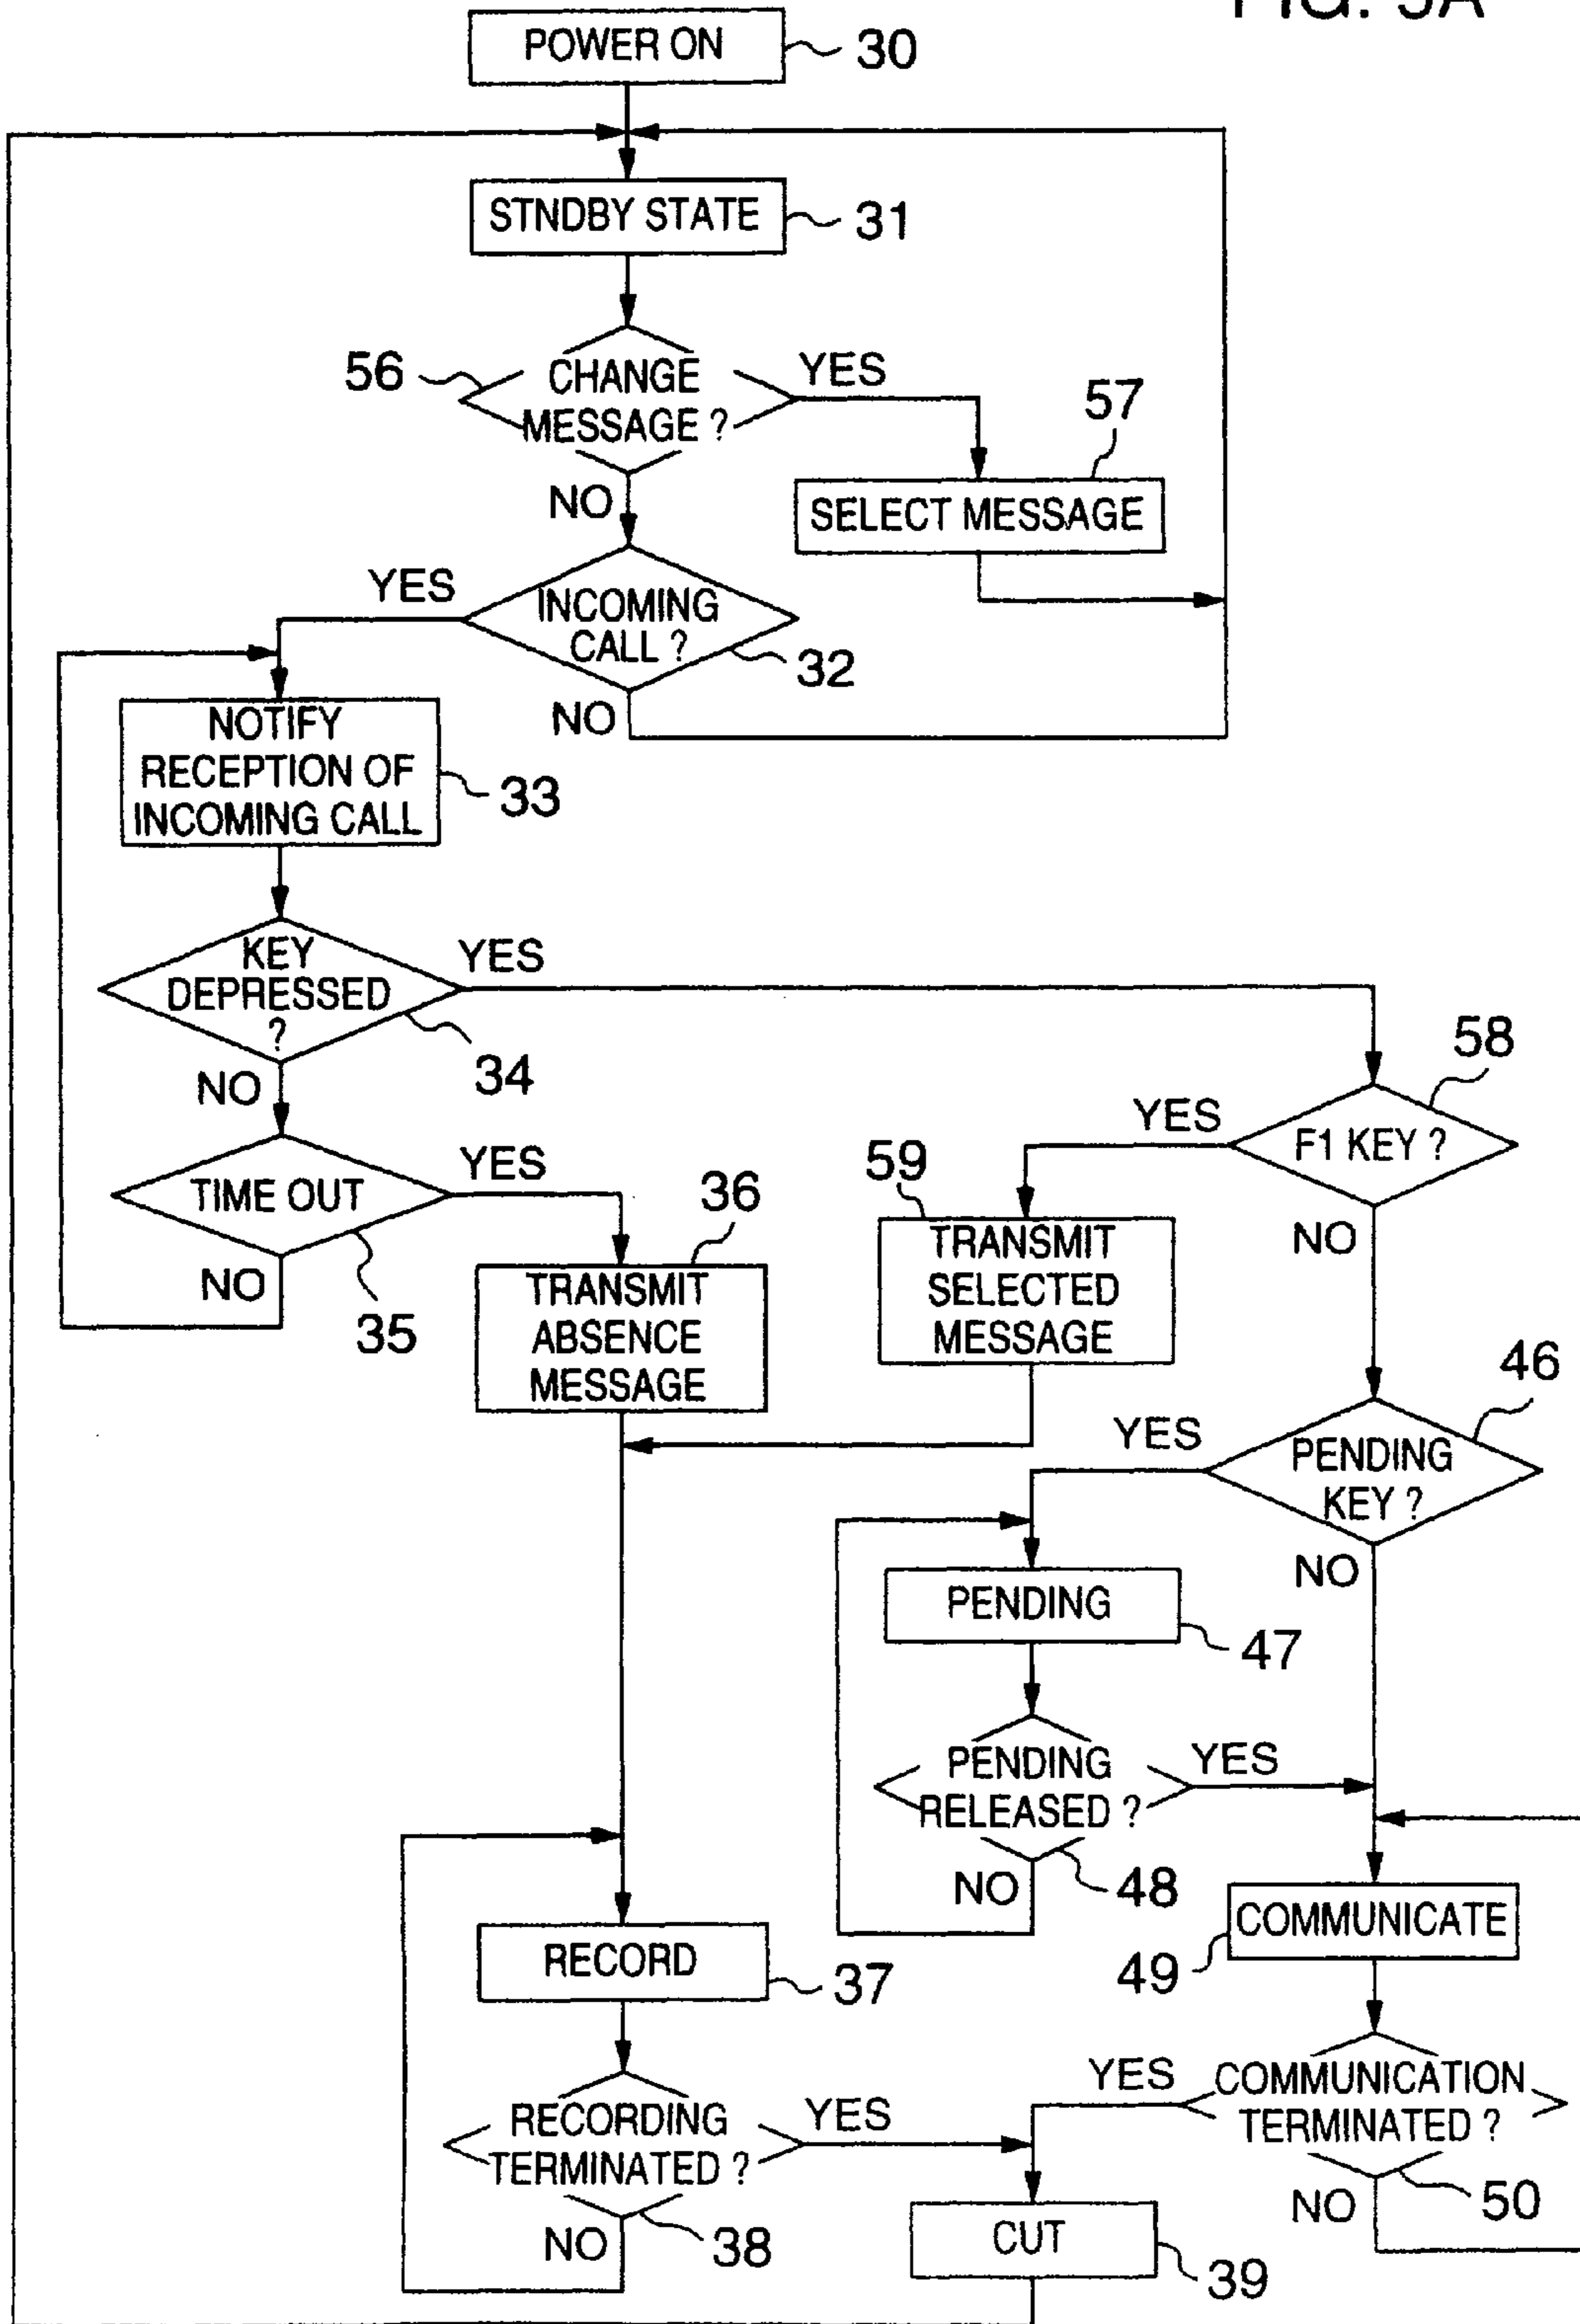 FIG. 5A
POWER ON
30
STNDBY STATE
31
56
CHANGE
MESSAGE ?
YES
57
NO
SELECT MESSAGE
YES
INCOMING
CALL ?
32
NO
NOTIFY
RECEPTION OF
INCOMING CALL
33
KEY
DEPRESSED
?
YES
34
NO
58
F1 KEY ?
YES
NO
TIME OUT
YES
35
NO
36
TRANSMIT
ABSENCE
MESSAGE
59
TRANSMIT
SELECTED
MESSAGE
46
YES
PENDING
KEY ?
NO
PENDING
47
PENDING
RELEASED ?
YES
48
NO
COMMUNICATE
49
RECORD
37
YES
COMMUNICATION
TERMINATED ?
50
NO
RECORDING
TERMINATED ?
YES
38
NO
CUT
39